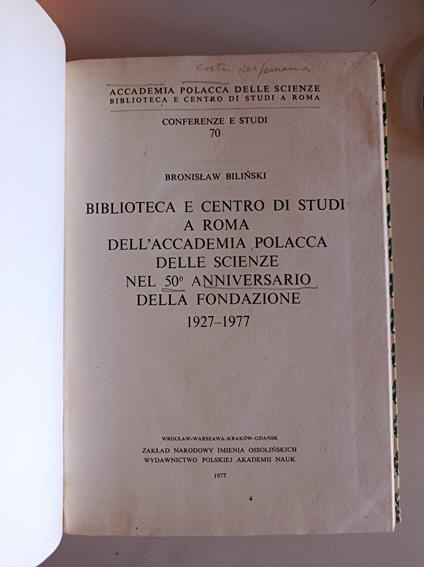 ACCADEMIA POLACCA DELLE SCIENZE
BIBLIOTECA E CENTRO DI STUDI A ROMA
CONFERENZE E STUDI
70
BRONISŁAW BILIŃSKI
BIBLIOTECA E CENTRO DI STUDI
A ROMA
DELL'ACCADEMIA POLACCA
DELLE SCIENZE
NEL 50º ANNIVERSARIO
DELLA FONDAZIONE
1927–1977
WROCŁAW–WARSZAWA–KRAKÓW–GDAŃSK
ZAKŁAD NARODOWY IMIENIA OSSOLIŃSKICH
WYDAWNICTWO POLSKIEJ AKADEMII NAUK
1977